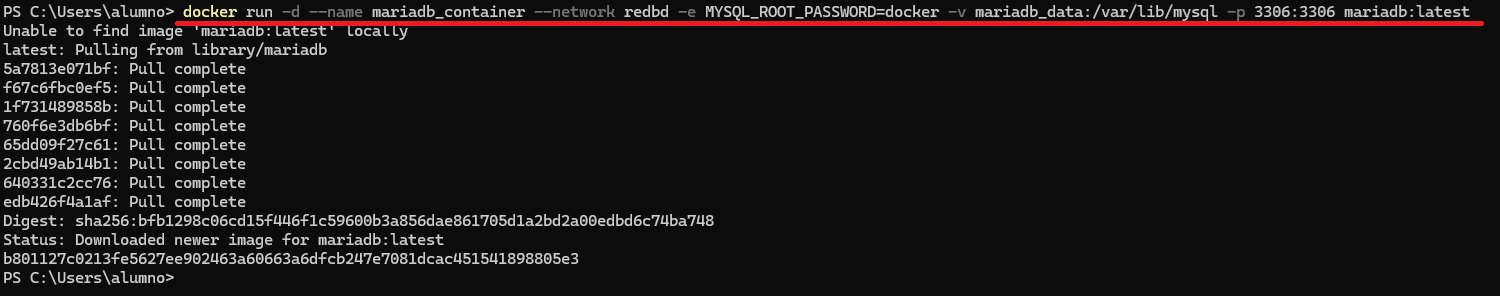 PS C:\Users\alumno> docker run -d --name mariadb_container --network redbd -e MYSQL_ROOT_PASSWORD=docker -v mariadb_data:/var/lib/mysql -p 3306:3306 mariadb:latest
Unable to find image 'mariadb:latest' locally
latest: Pulling from library/mariadb
5a7813e071bf: Pull complete
f67c6fbc0ef5: Pull complete
1f731489858b: Pull complete
760f6e3db6bf: Pull complete
65dd09f27c61: Pull complete
2cbd49ab14b1: Pull complete
640331c2cc76: Pull complete
edb426f4a1af: Pull complete
Digest: sha256:bfb1298c06cd15f446f1c59600b3a856dae861705d1a2bd2a00edbd6c74ba748
Status: Downloaded newer image for mariadb:latest
b801127c0213fe5627ee902463a60663a6dfcb247e7081dcac451541898805e3
PS C:\Users\alumno>